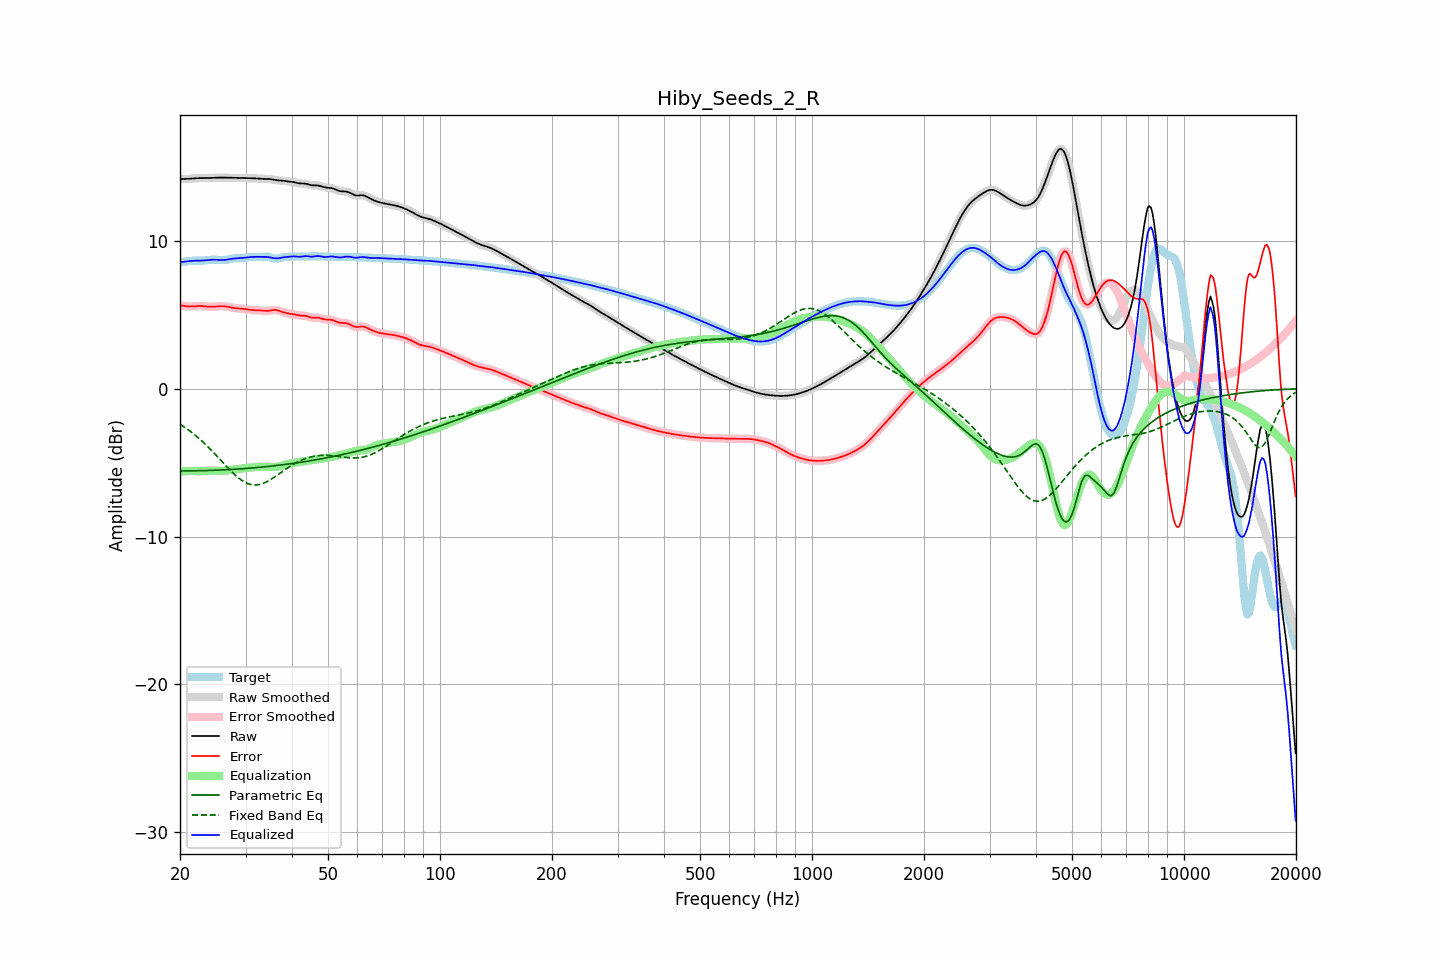 Hiby_Seeds_2_R
Amplitude (dBr)
10
0
−10
−20
−30
Target
Raw Smoothed
Error Smoothed
Raw
Error
Equalization
Parametric Eq
Fixed Band Eq
Equalized
20 50 100 200 500 1000 2000 5000 10000 20000
Frequency (Hz)